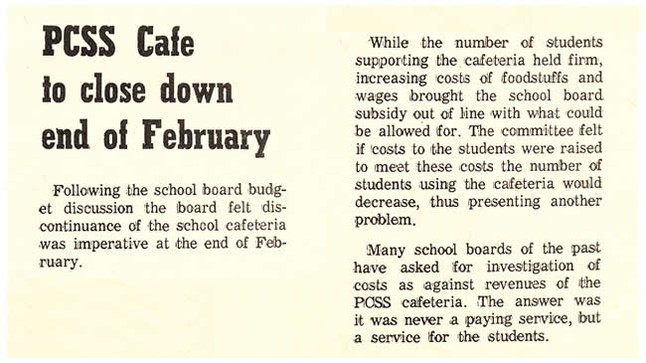 PCSS Cafe
to close down
end of February
Following the school board budg-
et discussion the board felt dis-
continuance of the school cafeteria
was imperative at the end of Feb-
ruary.
While the number of students
supporting the cafeteria held firm,
increasing costs of foodstuffs and
wages brought the school board
subsidy out of line with what could
be allowed for. The committee felt
if costs to the students were raised
to meet these costs the number of
students using the cafeteria would
decrease, thus presenting another
problem.
Many school boards of the past
have asked for investigation of
costs as against revenues of the
PCSS cafeteria. The answer was
it was never a paying service, but
a service for the students.